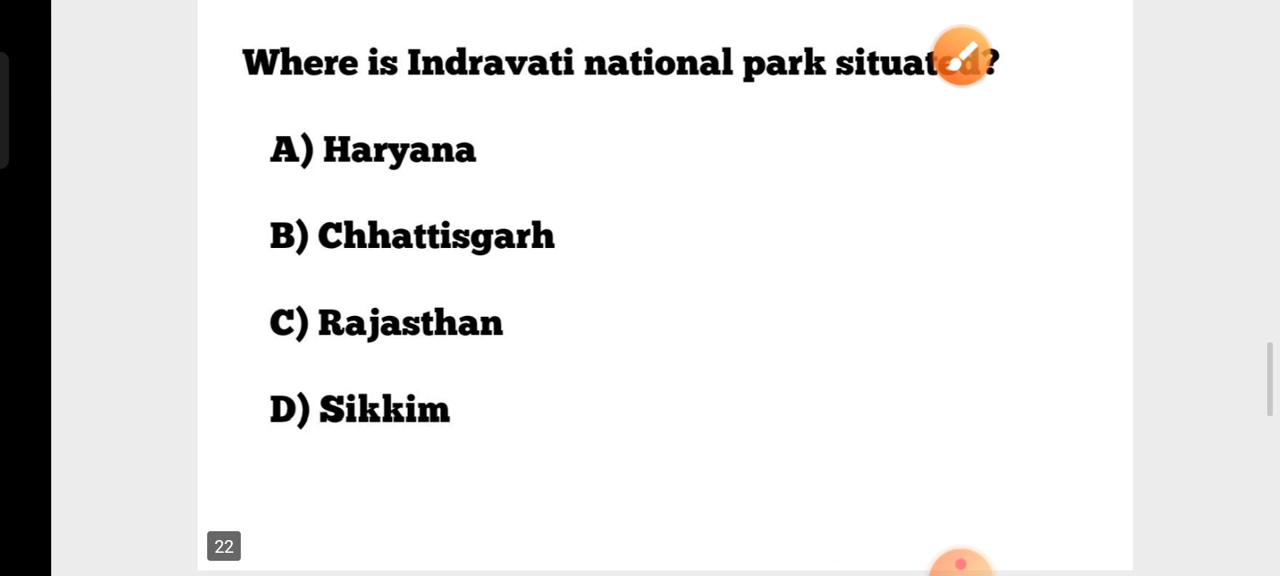 Where is Indravati national park situated?
A) Haryana
B) Chhattisgarh
C) Rajasthan
D) Sikkim
22